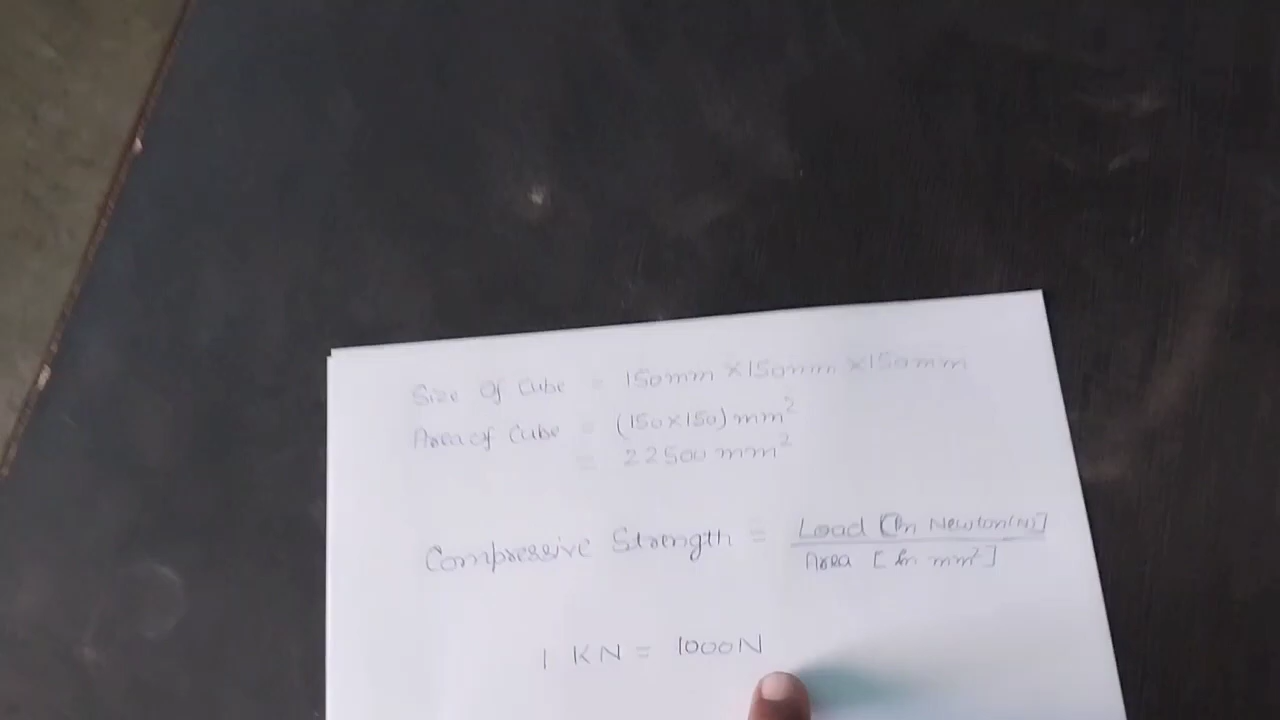 Size Of Cube = 150mm ×150mm ×150mm
Area of Cube = (150×150) mm²
= 22500 mm²
Compressive Strength = Load [In Newton(N)]
Area [In mm²]
1 KN = 1000N